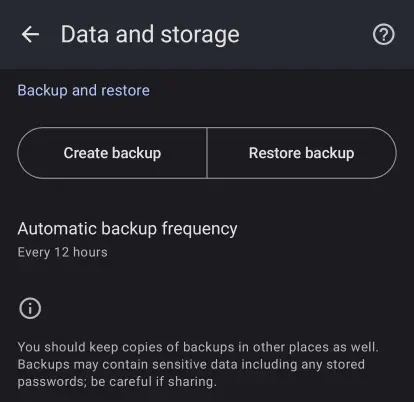 Data and storage
Backup and restore
Create backup
Restore backup
Automatic backup frequency
Every 12 hours
You should keep copies of backups in other places as well.
Backups may contain sensitive data including any stored
passwords; be careful if sharing.